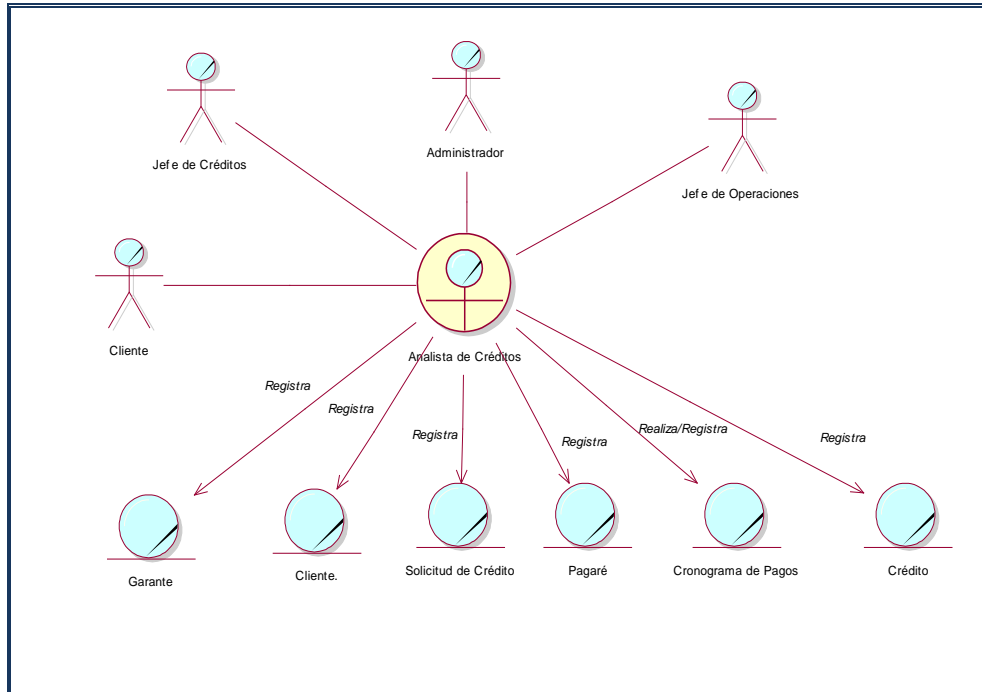 Administrador
Jefe de Créditos
Jefe de Operaciones
Cliente
Analista de Créditos
Registra
Registra
Registra
Registra
Realiza/Registra
Registra
Garante
Cliente.
Solicitud de Crédito
Pagaré
Cronograma de Pagos
Crédito